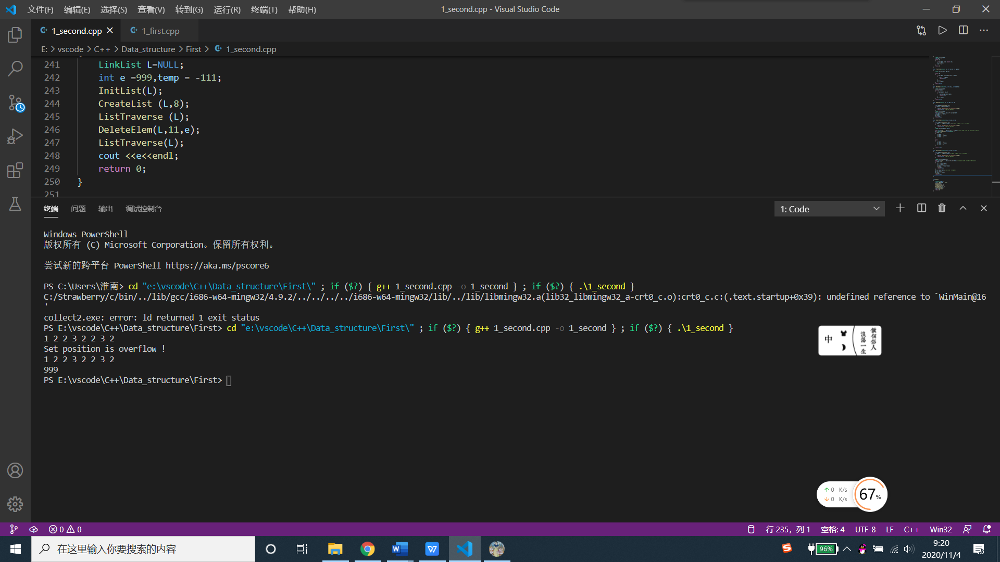 文件(F) 编辑(E) 选择(S) 查看(V) 转到(G) 运行(R) 终端(T) 帮助(H) 1_second.cpp - Visual Studio Code
1_second.cpp 1_first.cpp
E: > vscode > C++ > Data_structure > First > 1_second.cpp
241 LinkList L=NULL;
242 int e =999,temp = -111;
243 InitList(L);
244 CreateList (L,8);
245 ListTraverse (L);
246 DeleteElem(L,11,e);
247 ListTraverse(L);
248 cout <<e<<endl;
249 return 0;
250 }
251
终端 问题 输出 调试控制台 1: Code
Windows PowerShell
版权所有 (C) Microsoft Corporation。保留所有权利。
尝试新的跨平台 PowerShell https://aka.ms/pscore6
PS C:\Users\淮南> cd "e:\vscode\C++\Data_structure\First\" ; if ($?) { g++ 1_second.cpp -o 1_second } ; if ($?) { .\1_second }
C:/Strawberry/c/bin/../lib/gcc/i686-w64-mingw32/4.9.2/../../../../i686-w64-mingw32/lib/../lib/libmingw32.a(lib32_libmingw32_a-crt0_c.o):crt0_c.c:(.text.startup+0x39): undefined reference to `WinMain@16
'
collect2.exe: error: ld returned 1 exit status
PS E:\vscode\C++\Data_structure\First> cd "e:\vscode\C++\Data_structure\First\" ; if ($?) { g++ 1_second.cpp -o 1_second } ; if ($?) { .\1_second }
1 2 2 3 2 2 3 2
Set position is overflow !
1 2 2 3 2 2 3 2
999
PS E:\vscode\C++\Data_structure\First>
中
做个俗人
浪荡一生
↑ 0 K/s
↓ 0 K/s
67%
0 0 行 235，列 1 空格: 4 UTF-8 LF C++ Win32
在这里输入你要搜索的内容
96%
9:20
2020/11/4